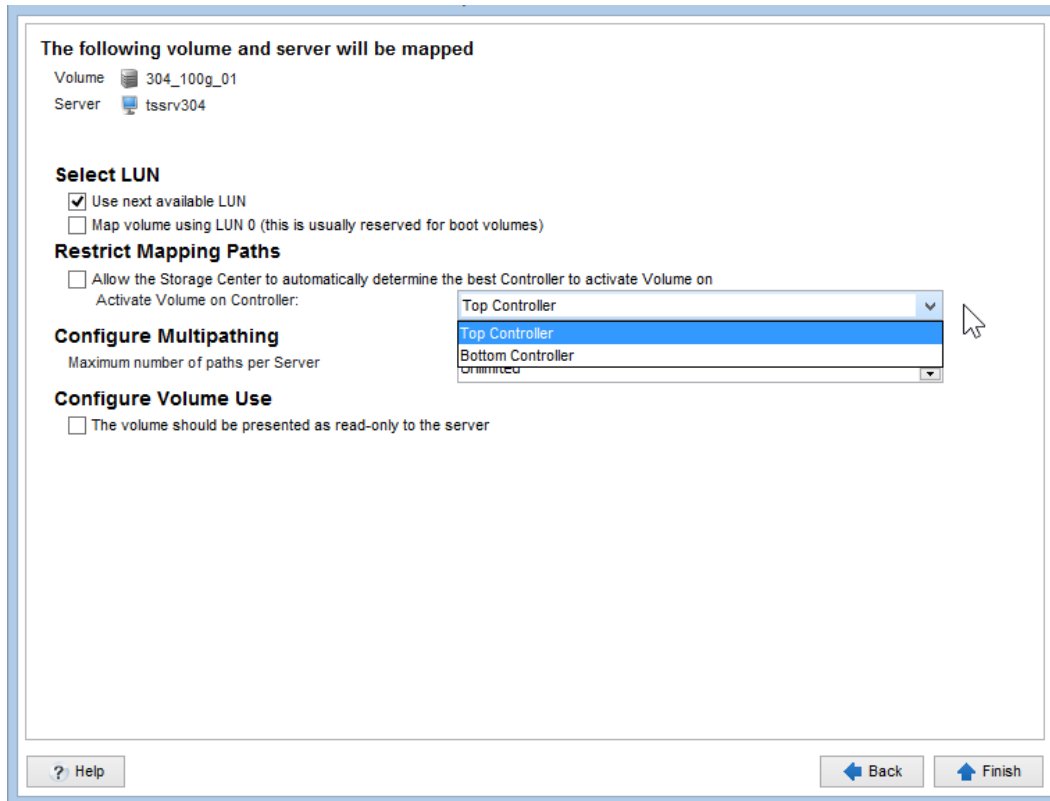 The following volume and server will be mapped
Volume 304_100g_01
Server tssrv304
Select LUN
Use next available LUN
Map volume using LUN 0 (this is usually reserved for boot volumes)
Restrict Mapping Paths
Allow the Storage Center to automatically determine the best Controller to activate Volume on
Activate Volume on Controller: Top Controller
Top Controller
Bottom Controller
Configure Multipathing
Maximum number of paths per Server Unlimited
Configure Volume Use
The volume should be presented as read-only to the server
? Help Back Finish